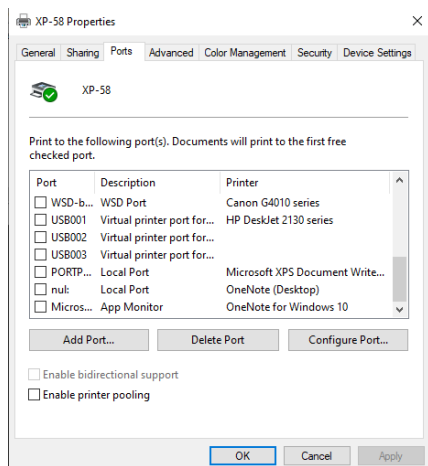 XP-58 Properties
General Sharing Ports Advanced Color Management Security Device Settings
XP-58
Print to the following port(s). Documents will print to the first free
checked port.
Port Description Printer
WSD-b... WSD Port Canon G4010 series
USB001 Virtual printer port for... HP DeskJet 2130 series
USB002 Virtual printer port for...
USB003 Virtual printer port for...
PORTP... Local Port Microsoft XPS Document Write...
nul: Local Port OneNote (Desktop)
Micros... App Monitor OneNote for Windows 10
Add Port... Delete Port Configure Port...
Enable bidirectional support
Enable printer pooling
OK Cancel Apply